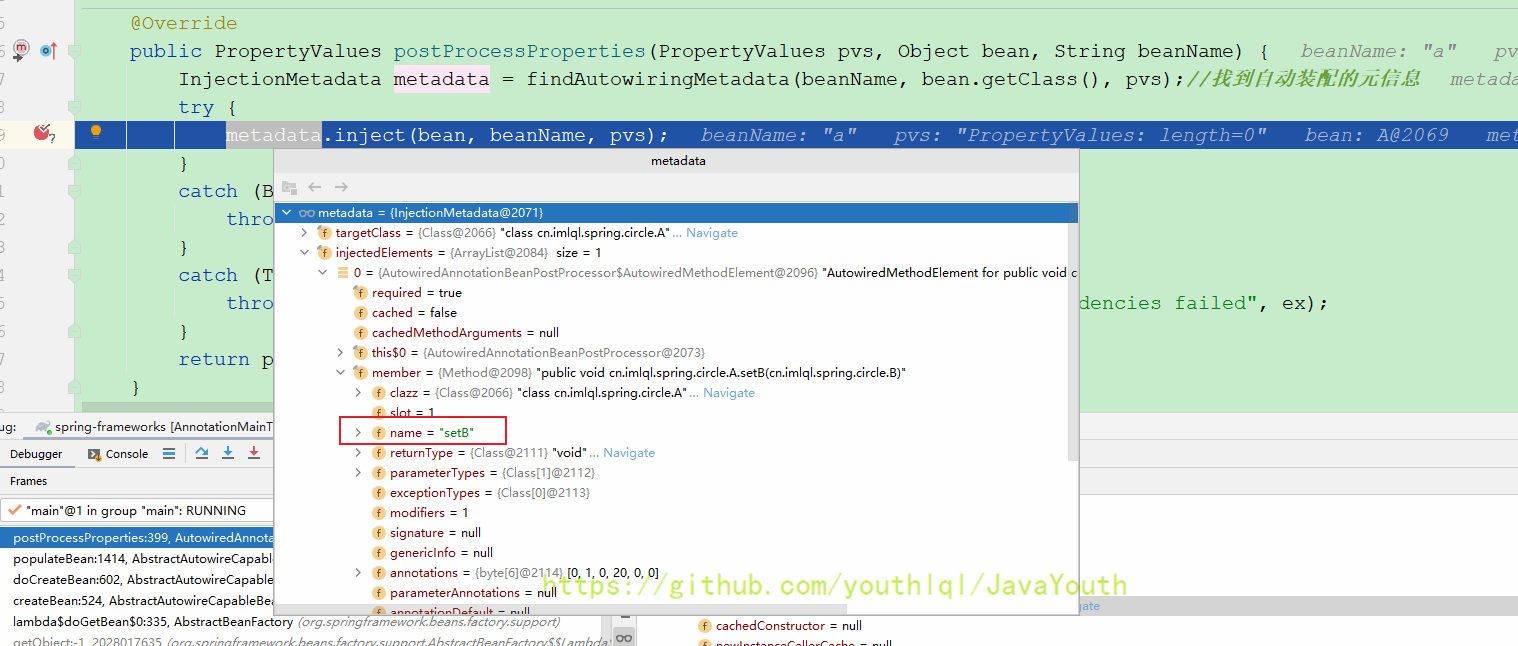 @Override
public PropertyValues postProcessProperties(PropertyValues pvs, Object bean, String beanName) { beanName: "a" pv
InjectionMetadata metadata = findAutowiringMetadata(beanName, bean.getClass(), pvs);//找到自动装配的元信息 metada
try {
metadata.inject(bean, beanName, pvs); beanName: "a" pvs: "PropertyValues: length=0" bean: A@2069 met
metadata
}
catch (B
thro
}
catch (T
thro
dencies failed", ex);
}
return p
}
metadata = {InjectionMetadata@2071}
targetClass = {Class@2066} "class cn.imlql.spring.circle.A" ... Navigate
injectedElements = {ArrayList@2084} size = 1
0 = {AutowiredAnnotationBeanPostProcessor$AutowiredMethodElement@2096} "AutowiredMethodElement for public void c
required = true
cached = false
cachedMethodArguments = null
this$0 = {AutowiredAnnotationBeanPostProcessor@2073}
member = {Method@2098} "public void cn.imlql.spring.circle.A.setB(cn.imlql.spring.circle.B)"
clazz = {Class@2066} "class cn.imlql.spring.circle.A" ... Navigate
slot = 1
name = "setB"
returnType = {Class@2111} "void" ... Navigate
parameterTypes = {Class[1]@2112}
exceptionTypes = {Class[0]@2113}
modifiers = 1
signature = null
genericInfo = null
annotations = {byte[6]@2114} [0, 1, 0, 20, 0, 0]
parameterAnnotations = null
annotationDefault = null
https://github.com/youthlql/JavaYouth
ug: spring-frameworks [AnnotationMainT
Debugger Console
Frames
"main"@1 in group "main": RUNNING
postProcessProperties:399, AutowiredAnnota
populateBean:1414, AbstractAutowireCapabl
doCreateBean:602, AbstractAutowireCapable
createBean:524, AbstractAutowireCapableBea
lambda$doGetBean$0:335, AbstractBeanFactory (org.springframework.beans.factory.support)
getObject:-1, 2028017635 (org.springframework.beans.factory.support.AbstractBeanFactory$$Lambda
gate
cachedConstructor = null
newInstanceCallerCache = null